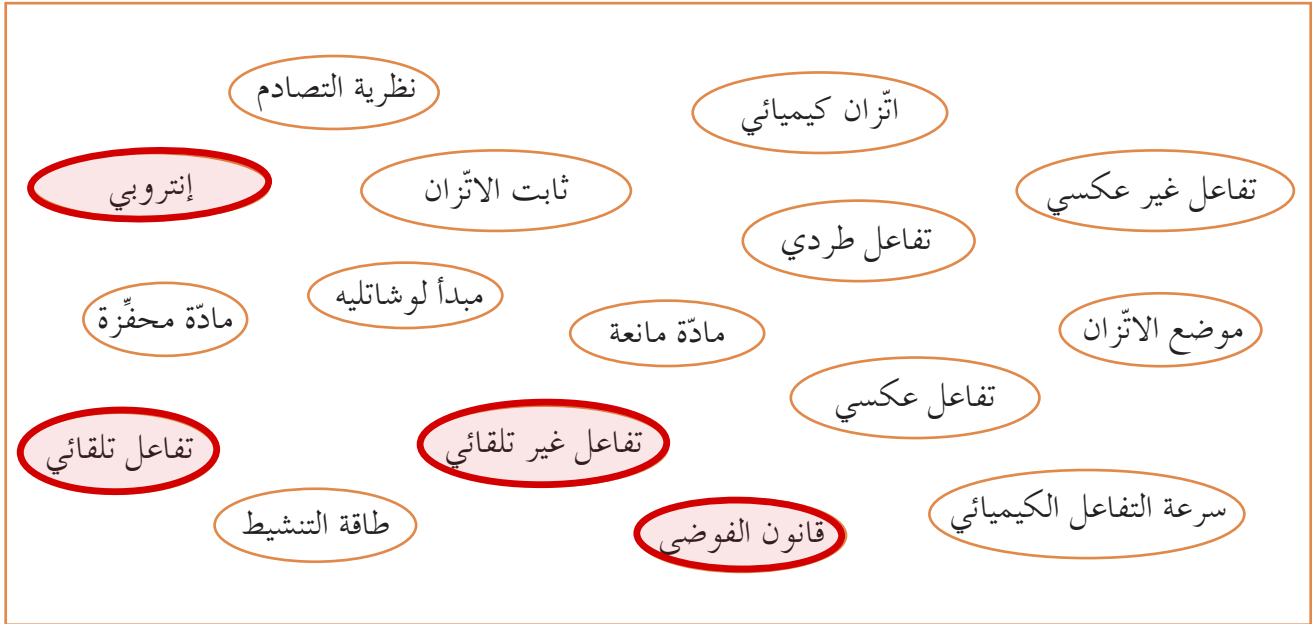 نظرية التصادم
اتّزان كيميائي
تفاعل غير عكسي
ثابت الاتّزان
إنتروبي
تفاعل طردي
مبدأ لوشاتليه
موضع الاتّزان
مادّة مانعة
مادّة محفِّزة
تفاعل عكسي
تفاعل غير تلقائي
تفاعل تلقائي
سرعة التفاعل الكيميائي
قانون الفوضى
طاقة التنشيط